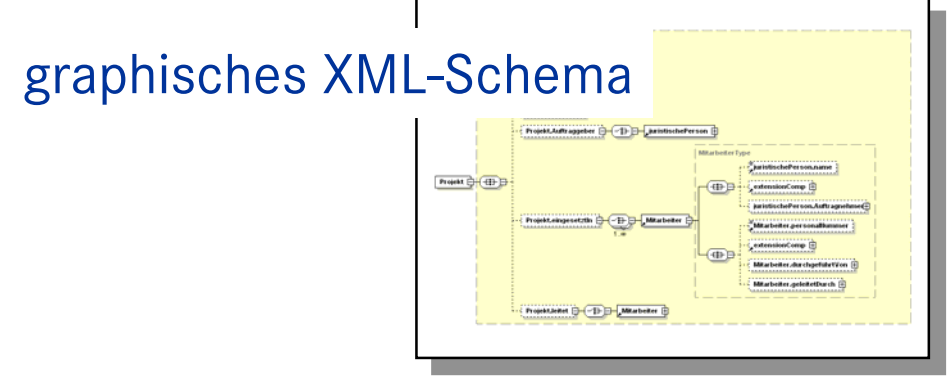 graphisches XML-Schema
Projekt.Auftraggeber juristischePerson
MitarbeiterType
juristischePerson.name
Projekt
extensionComp
juristischePerson.Auftragnehmer
Projekt.eingesetztIn Mitarbeiter
1..∞
Mitarbeiter.personalNummer
extensionComp
Mitarbeiter.durchgeführtVon
Mitarbeiter.geleitetDurch
Projekt.leitet Mitarbeiter